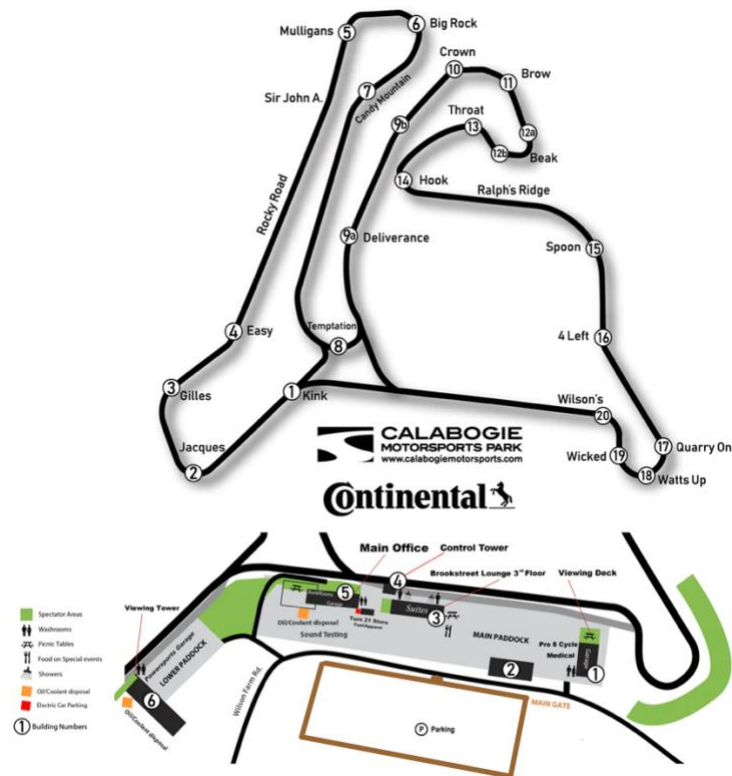 Mulligans
5
6
Big Rock
Crown
10
Brow
11
7
Candy Mountain
Sir John A.
Throat
9b
13
12a
12b
Beak
14
Hook
Ralph's Ridge
Rocky Road
9a
Deliverance
Spoon
15
4
Easy
Temptation
8
4 Left
16
3
Gilles
1
Kink
Wilson's
20
Jacques
2
17
Quarry On
Wicked
19
18
Watts Up
CALABOGIE
MOTORSPORTS PARK
www.calabogiemotorsports.com
Continental
Main Office
Control Tower
Brookstreet Lounge 3rd Floor
Viewing Deck
4
5
Garage
Suites
3
Turn 21 Store
Oil/Coolant disposal
Sound Testing
MAIN PADDOCK
Pro 6 Cycle
Medical
Garage
1
2
Viewing Tower
Powersports Garage
LOWER PADDOCK
6
Oil/Coolant disposal
Wilson Farm Rd.
MAIN GATE
P
Parking
Spectator Areas
Washrooms
Picnic Tables
Food on Special events
Showers
Oil/Coolant disposal
Electric Car Parking
1
Building Numbers